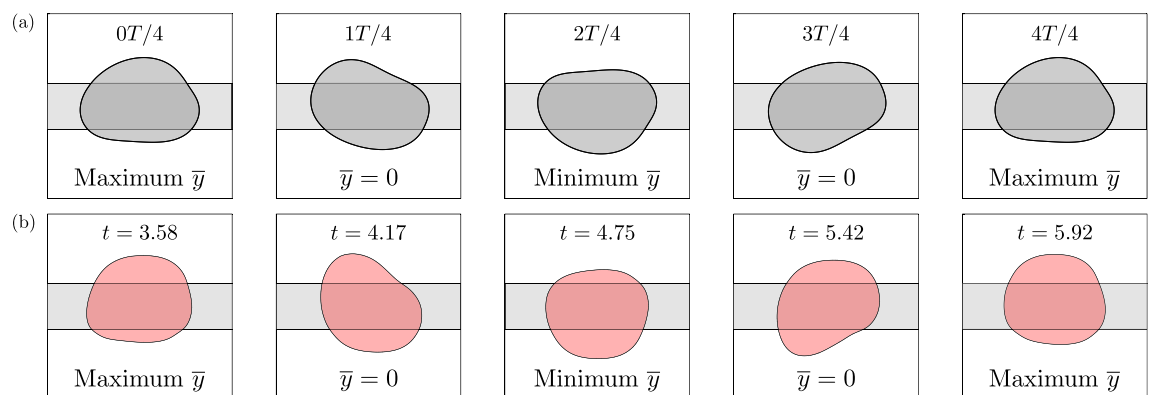 (a)
0T/4 1T/4 2T/4 3T/4 4T/4
Maximum y̅ y̅ = 0 Minimum y̅ y̅ = 0 Maximum y̅
(b)
t = 3.58 t = 4.17 t = 4.75 t = 5.42 t = 5.92
Maximum y̅ y̅ = 0 Minimum y̅ y̅ = 0 Maximum y̅